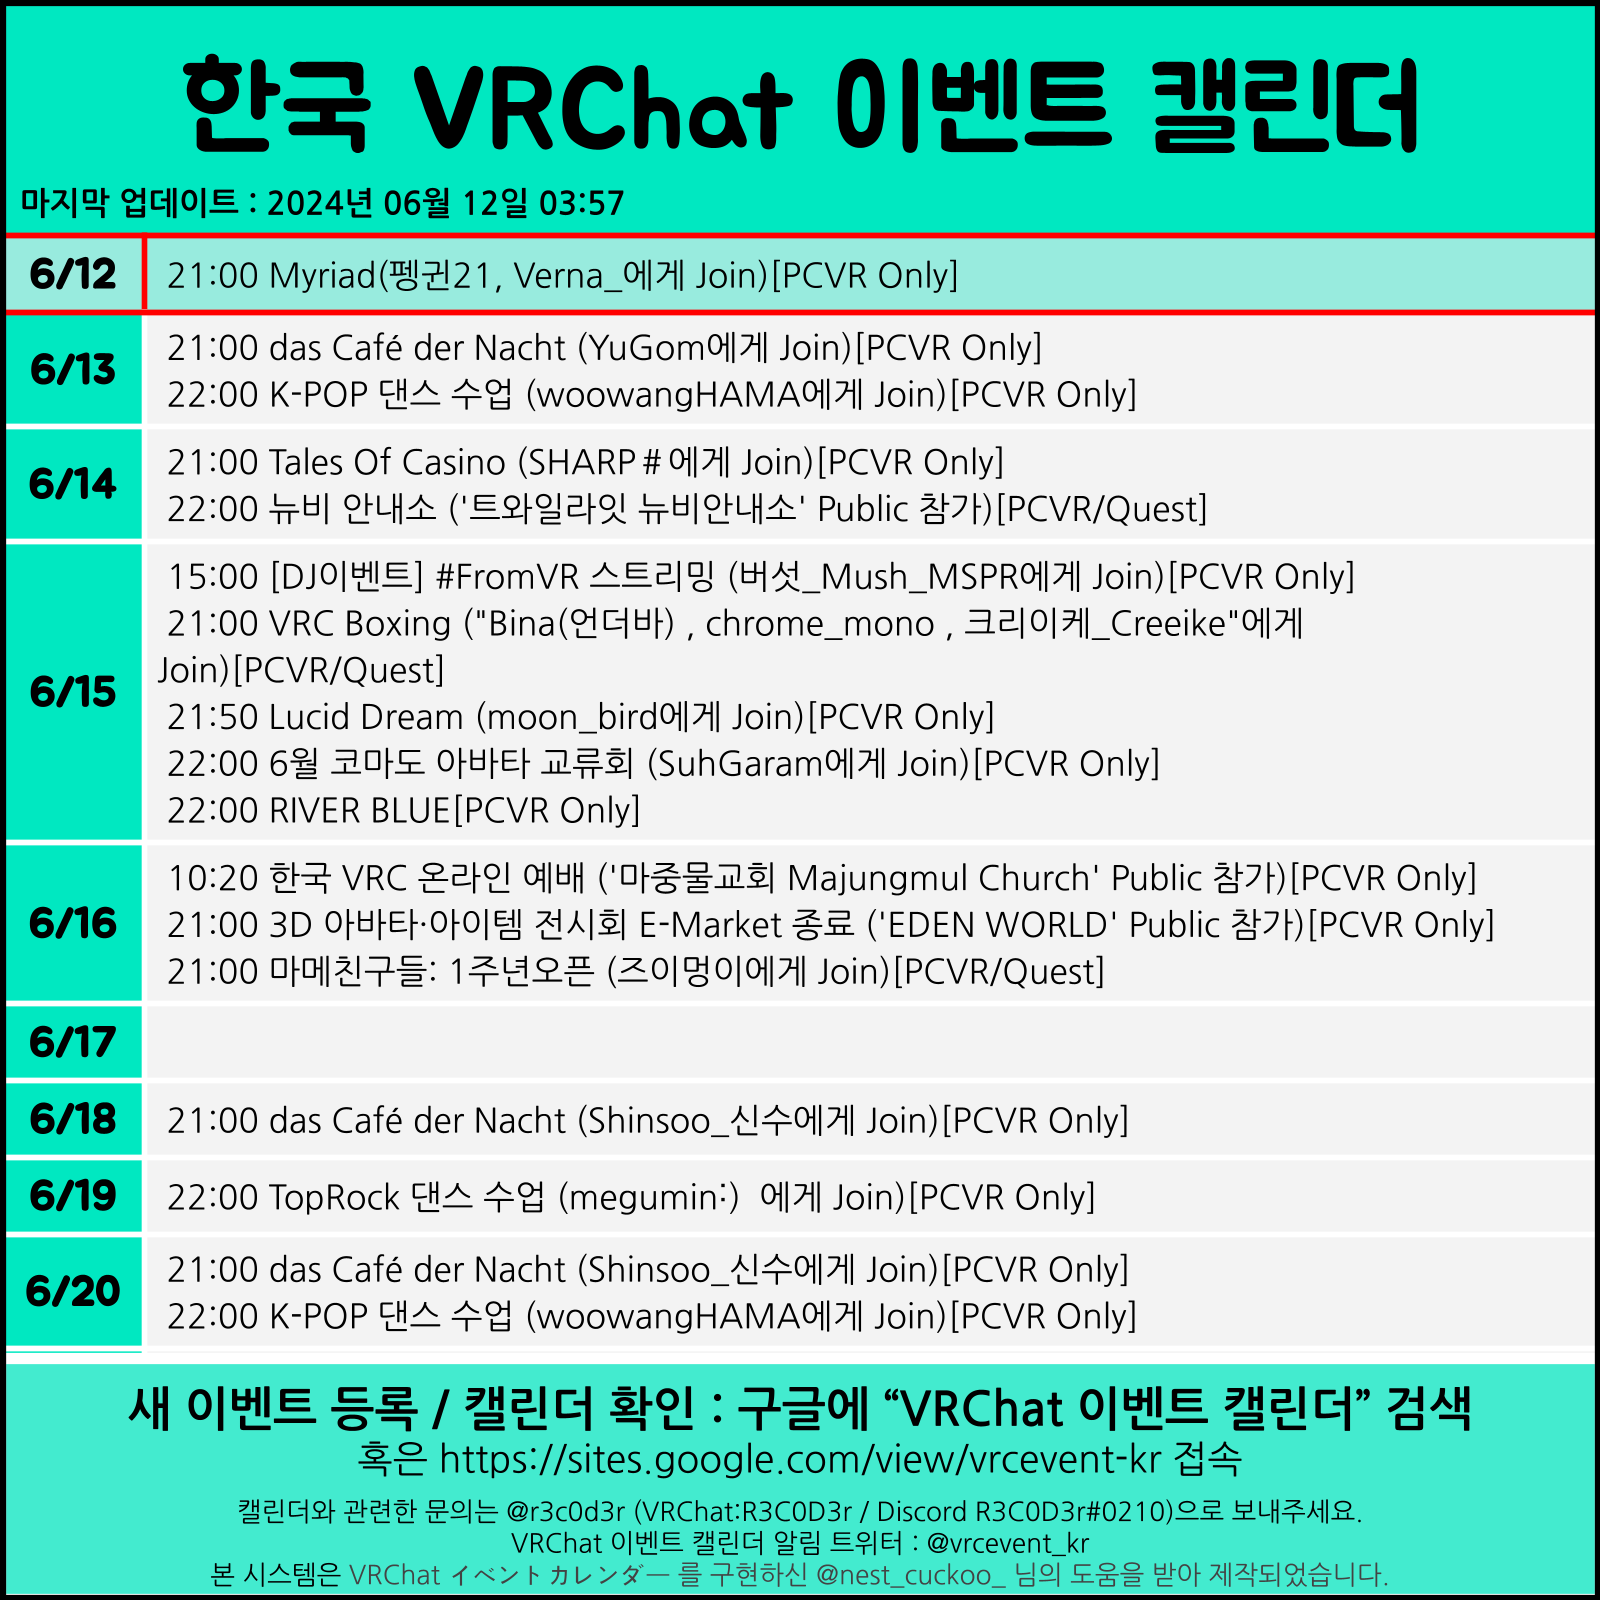 한국 VRChat 이벤트 캘린더
마지막 업데이트 : 2024년 06월 12일 03:57
6/12
21:00 Myriad(펭귄21, Verna_에게 Join)[PCVR Only]
6/13
21:00 das Café der Nacht (YuGom에게 Join)[PCVR Only]
22:00 K-POP 댄스 수업 (woowangHAMA에게 Join)[PCVR Only]
6/14
21:00 Tales Of Casino (SHARP＃에게 Join)[PCVR Only]
22:00 뉴비 안내소 ('트와일라잇 뉴비안내소' Public 참가)[PCVR/Quest]
6/15
15:00 [DJ이벤트] #FromVR 스트리밍 (버섯_Mush_MSPR에게 Join)[PCVR Only]
21:00 VRC Boxing ("Bina(언더바) , chrome_mono , 크리이케_Creeike"에게
Join)[PCVR/Quest]
21:50 Lucid Dream (moon_bird에게 Join)[PCVR Only]
22:00 6월 코마도 아바타 교류회 (SuhGaram에게 Join)[PCVR Only]
22:00 RIVER BLUE[PCVR Only]
6/16
10:20 한국 VRC 온라인 예배 ('마중물교회 Majungmul Church' Public 참가)[PCVR Only]
21:00 3D 아바타·아이템 전시회 E-Market 종료 ('EDEN WORLD' Public 참가)[PCVR Only]
21:00 마메친구들: 1주년오픈 (즈이멍이에게 Join)[PCVR/Quest]
6/17
6/18
21:00 das Café der Nacht (Shinsoo_신수에게 Join)[PCVR Only]
6/19
22:00 TopRock 댄스 수업 (megumin:)  에게 Join)[PCVR Only]
6/20
21:00 das Café der Nacht (Shinsoo_신수에게 Join)[PCVR Only]
22:00 K-POP 댄스 수업 (woowangHAMA에게 Join)[PCVR Only]
새 이벤트 등록 / 캘린더 확인 : 구글에 “VRChat 이벤트 캘린더” 검색
혹은 https://sites.google.com/view/vrcevent-kr 접속
캘린더와 관련한 문의는 @r3c0d3r (VRChat:R3C0D3r / Discord R3C0D3r#0210)으로 보내주세요.
VRChat 이벤트 캘린더 알림 트위터 : @vrcevent_kr
본 시스템은 VRChat イベントカレンダー 를 구현하신 @nest_cuckoo_ 님의 도움을 받아 제작되었습니다.